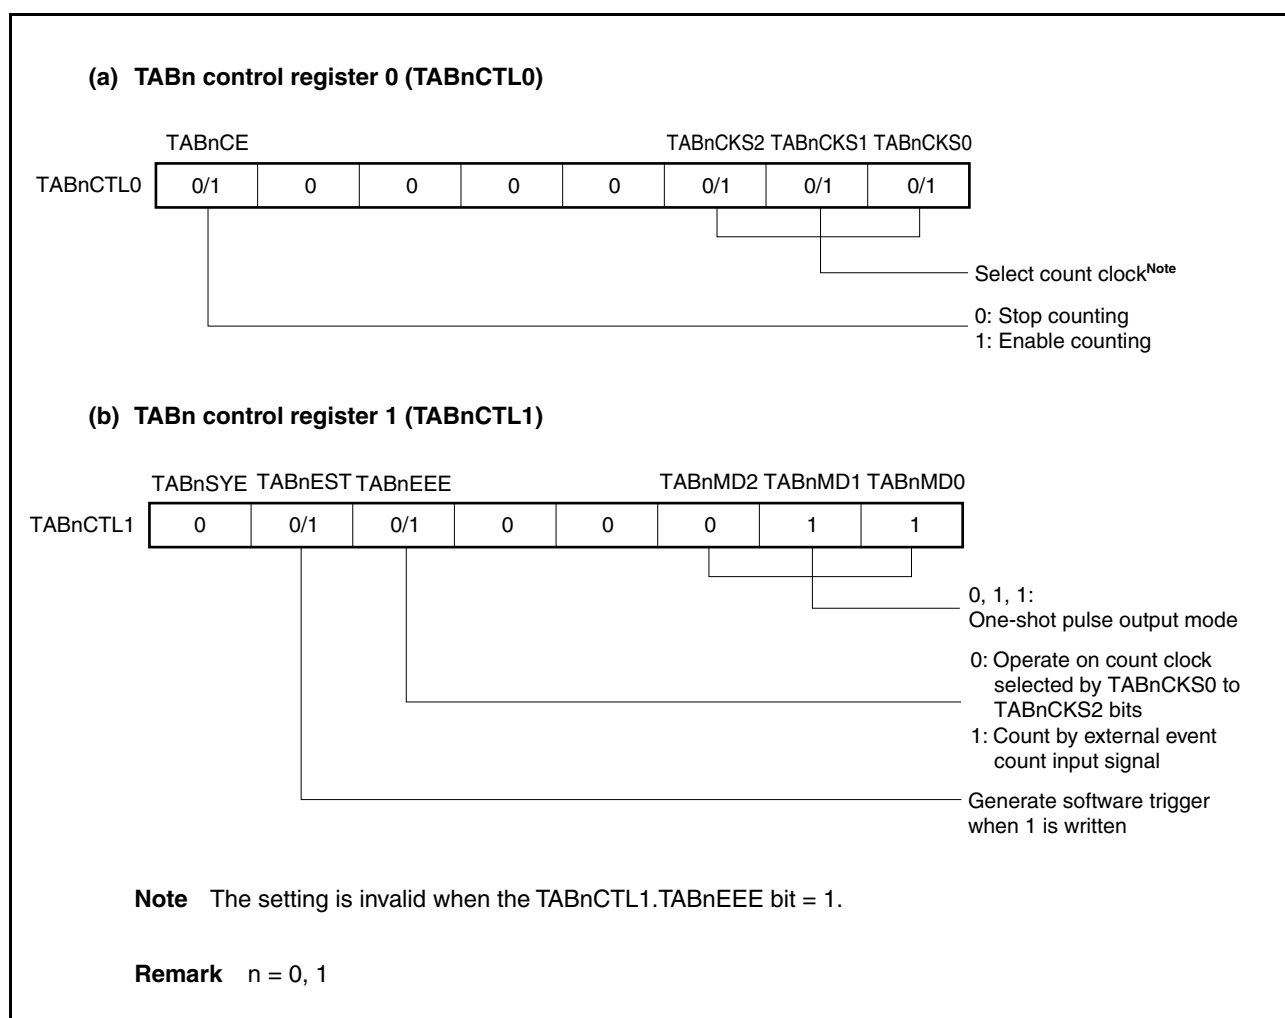 (a) TABn control register 0 (TABnCTL0)
TABnCE TABnCKS2 TABnCKS1 TABnCKS0
TABnCTL0 0/1 0 0 0 0 0/1 0/1 0/1
Select count clockNote
0: Stop counting
1: Enable counting
(b) TABn control register 1 (TABnCTL1)
TABnSYE TABnEST TABnEEE TABnMD2 TABnMD1 TABnMD0
TABnCTL1 0 0/1 0/1 0 0 0 1 1
0, 1, 1:
One-shot pulse output mode
0: Operate on count clock
selected by TABnCKS0 to
TABnCKS2 bits
1: Count by external event
count input signal
Generate software trigger
when 1 is written
Note The setting is invalid when the TABnCTL1.TABnEEE bit = 1.
Remark n = 0, 1